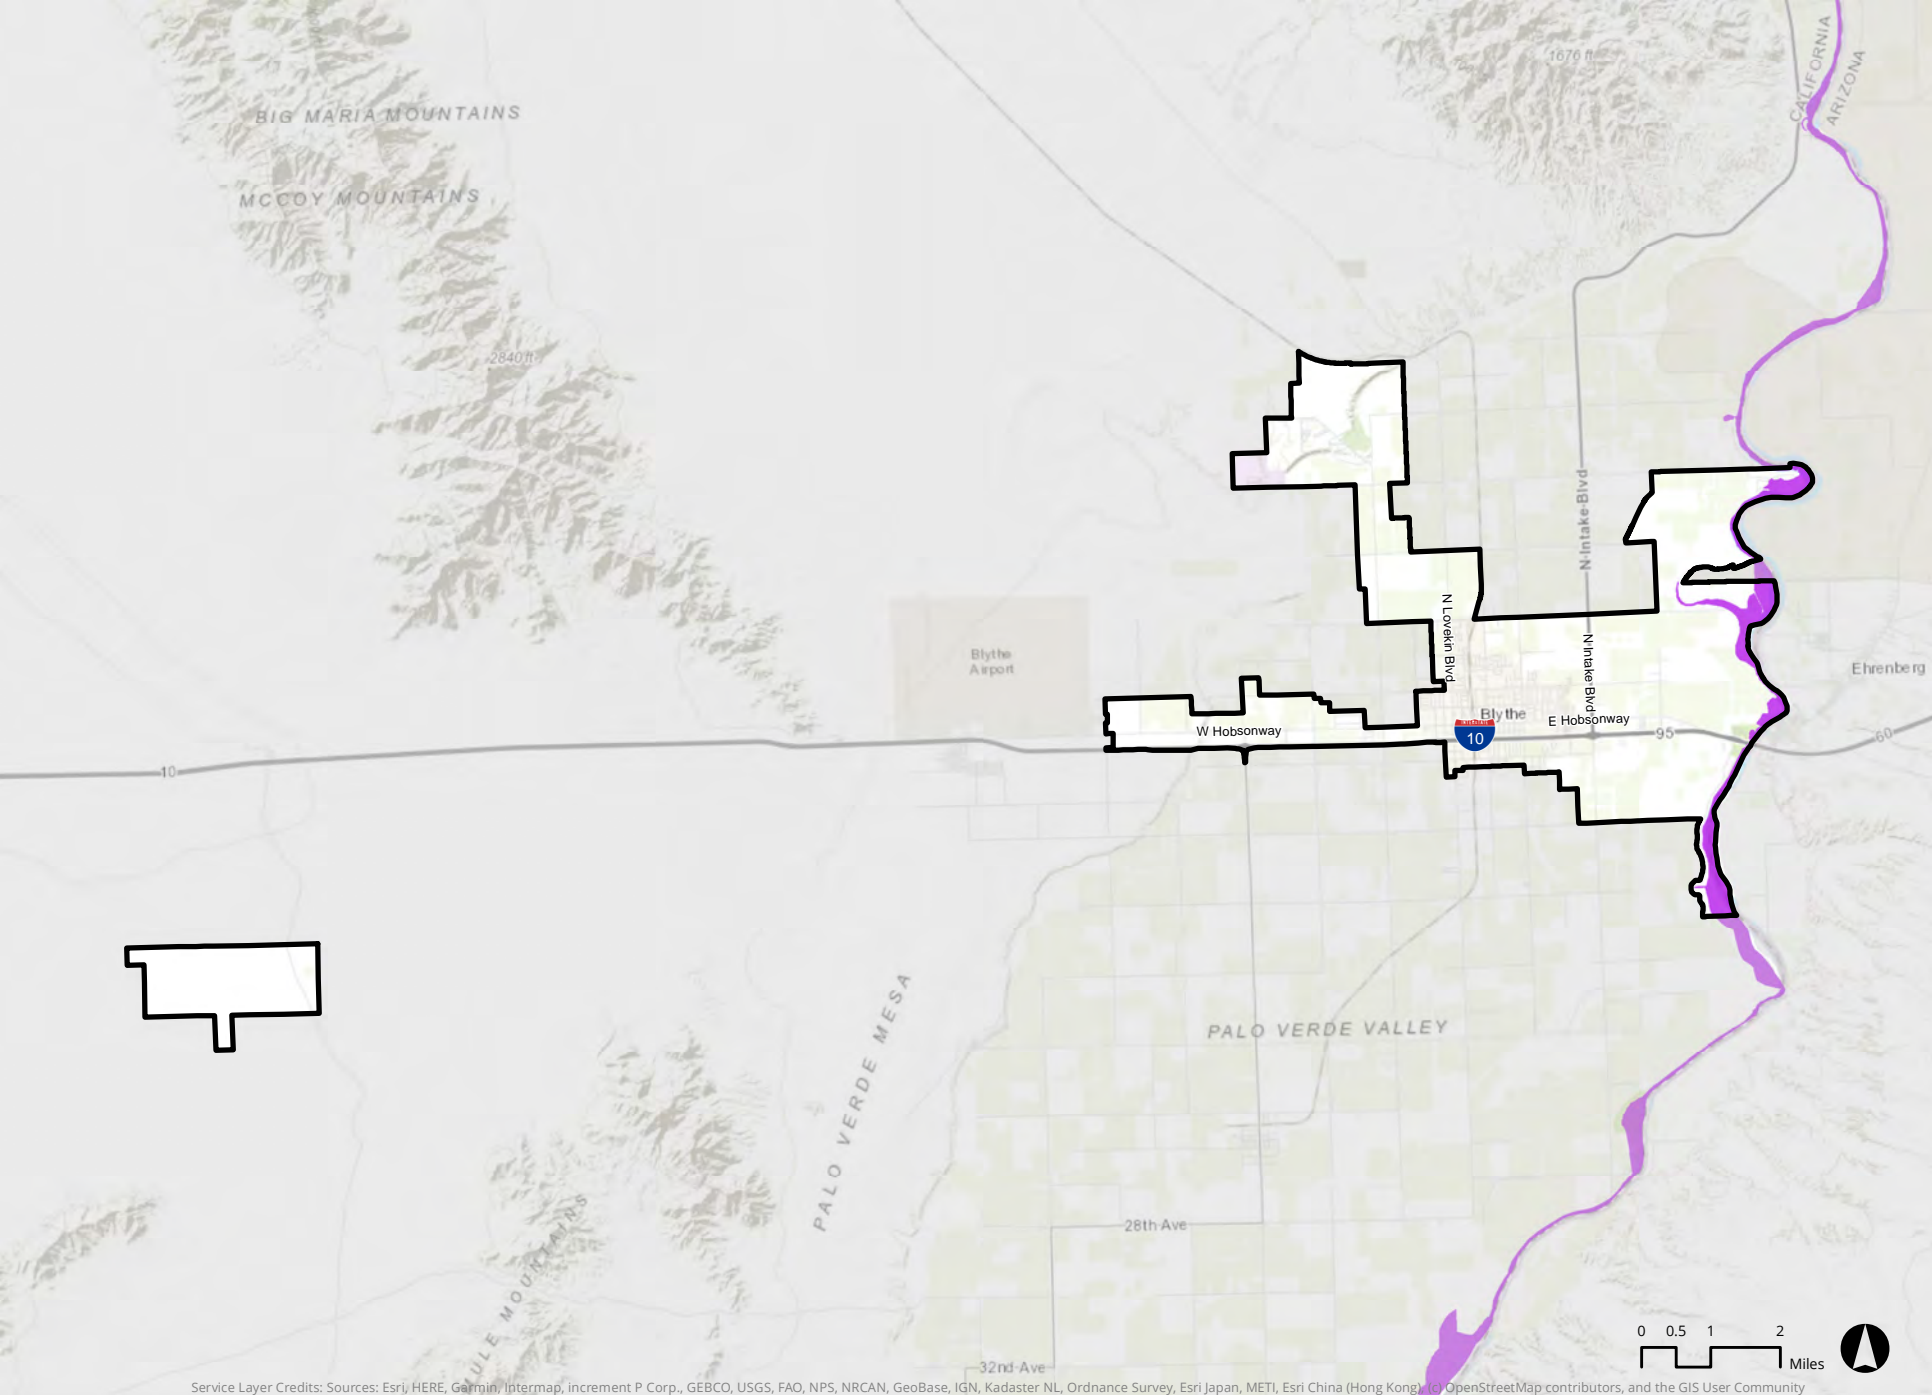 CALIFORNIA
ARIZONA
1676 ft
BIG MARIA MOUNTAINS
MCCOY MOUNTAINS
2840 ft
N Intake Blvd
N Lovekin Blvd
N Intake Blvd
Blythe
Airport
Ehrenberg
Blythe
E Hobsonway
W Hobsonway
INTERSTATE
10
95
60
10
PALO VERDE MESA
PALO VERDE VALLEY
28th Ave
MULE MOUNTAINS
32nd Ave
0 0.5 1 2
Miles
Service Layer Credits: Sources: Esri, HERE, Garmin, Intermap, increment P Corp., GEBCO, USGS, FAO, NPS, NRCAN, GeoBase, IGN, Kadaster NL, Ordnance Survey, Esri Japan, METI, Esri China (Hong Kong), (c) OpenStreetMap contributors, and the GIS User Community